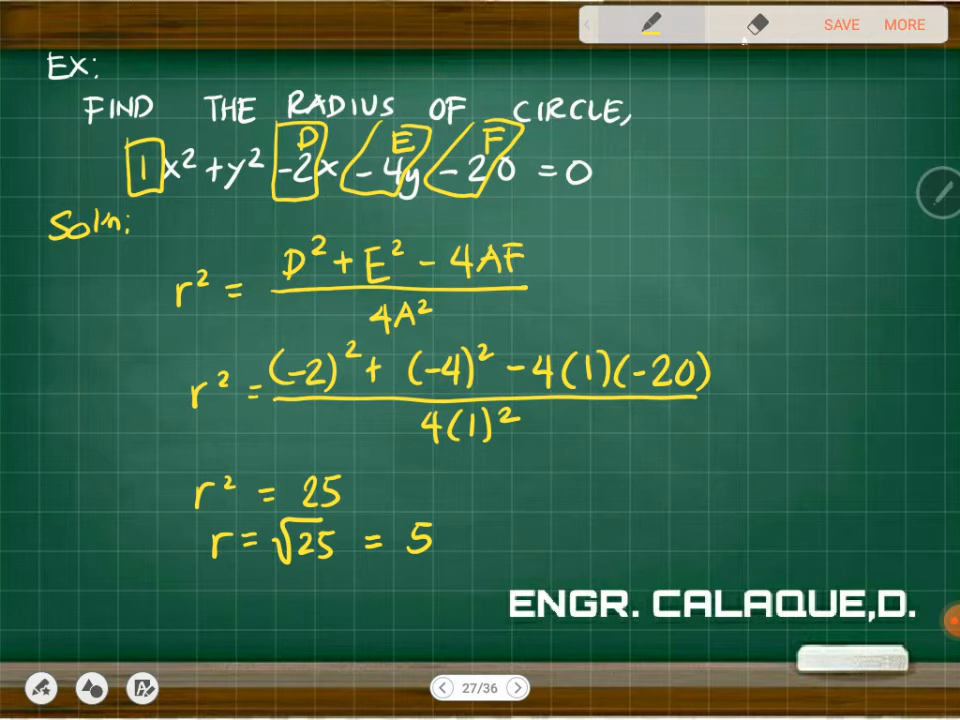 SAVE MORE
EX:
FIND THE RADIUS OF CIRCLE,
D E F
1x² + y² -2x - 4y - 20 = 0
Soln:
r² = D² + E² - 4AF
4A²
r² = (-2)² + (-4)² - 4(1)(-20)
4(1)²
r² = 25
r = √25 = 5
ENGR. CALAQUE,D.
27/36